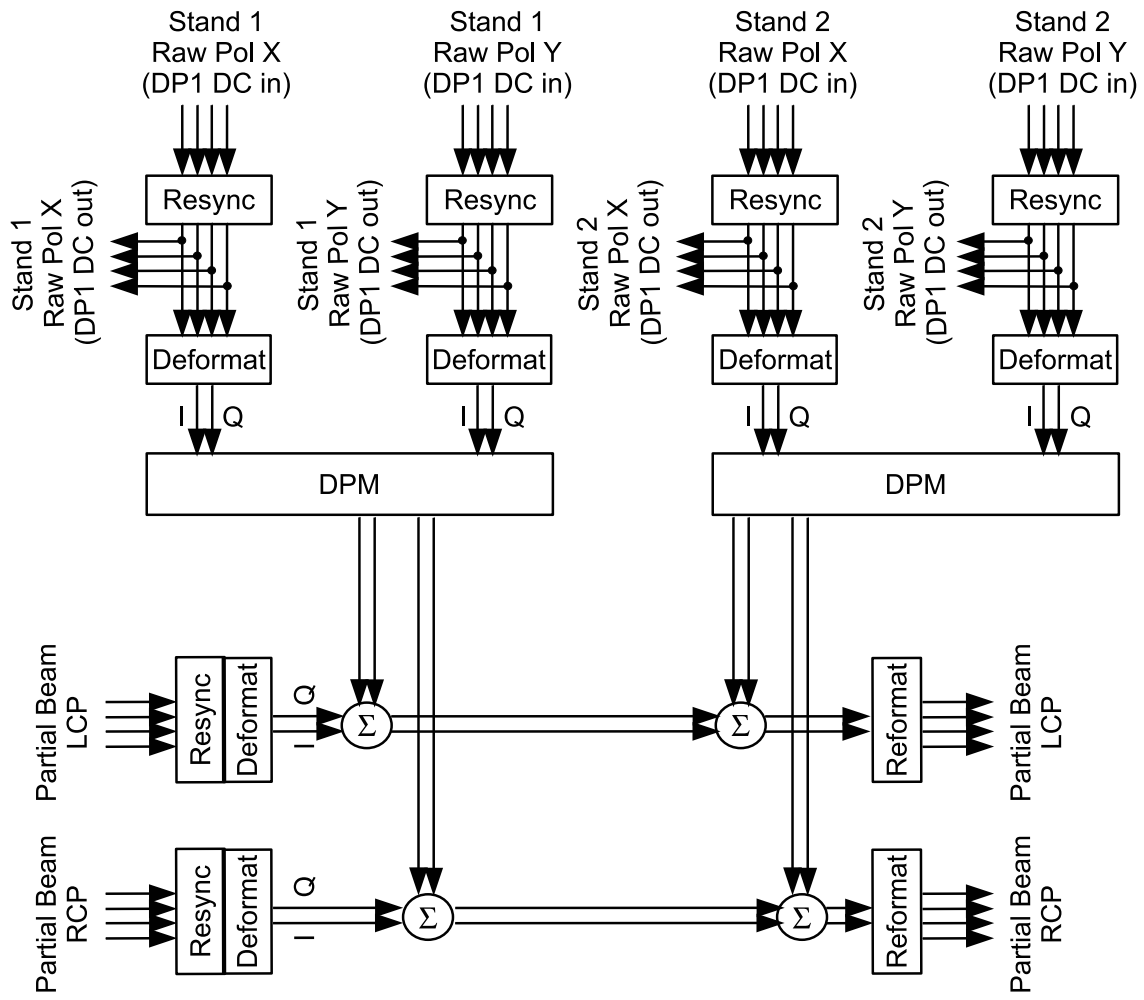 Stand 1
Raw Pol X
(DP1 DC in)
Stand 1
Raw Pol Y
(DP1 DC in)
Stand 2
Raw Pol X
(DP1 DC in)
Stand 2
Raw Pol Y
(DP1 DC in)
Resync
Resync
Resync
Resync
Stand 1
Raw Pol X
(DP1 DC out)
Stand 1
Raw Pol Y
(DP1 DC out)
Stand 2
Raw Pol X
(DP1 DC out)
Stand 2
Raw Pol Y
(DP1 DC out)
Deformat
Deformat
Deformat
Deformat
I Q
I Q
I Q
I Q
DPM
DPM
Partial Beam
LCP
Resync
Deformat
Q
I
Σ
Σ
Reformat
Partial Beam
LCP
Partial Beam
RCP
Resync
Deformat
Q
I
Σ
Σ
Reformat
Partial Beam
RCP